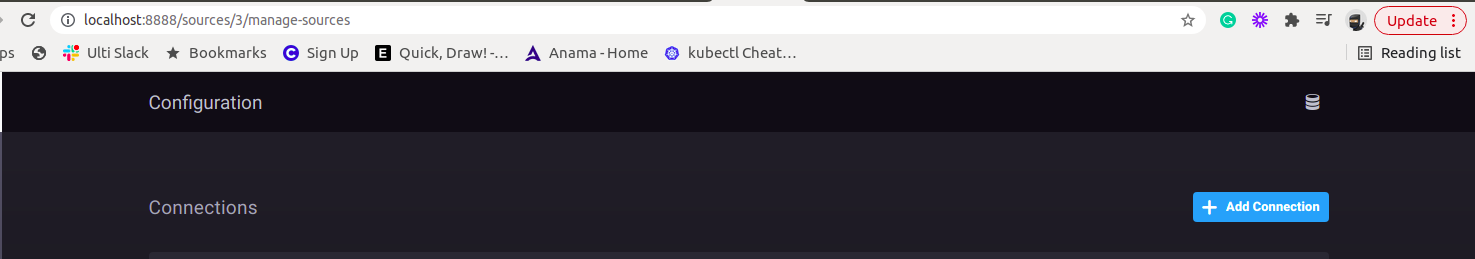 localhost:8888/sources/3/manage-sources
Update
ps Ulti Slack Bookmarks Sign Up Quick, Draw! -... Anama - Home kubectl Cheat... Reading list
Configuration
Connections
Add Connection